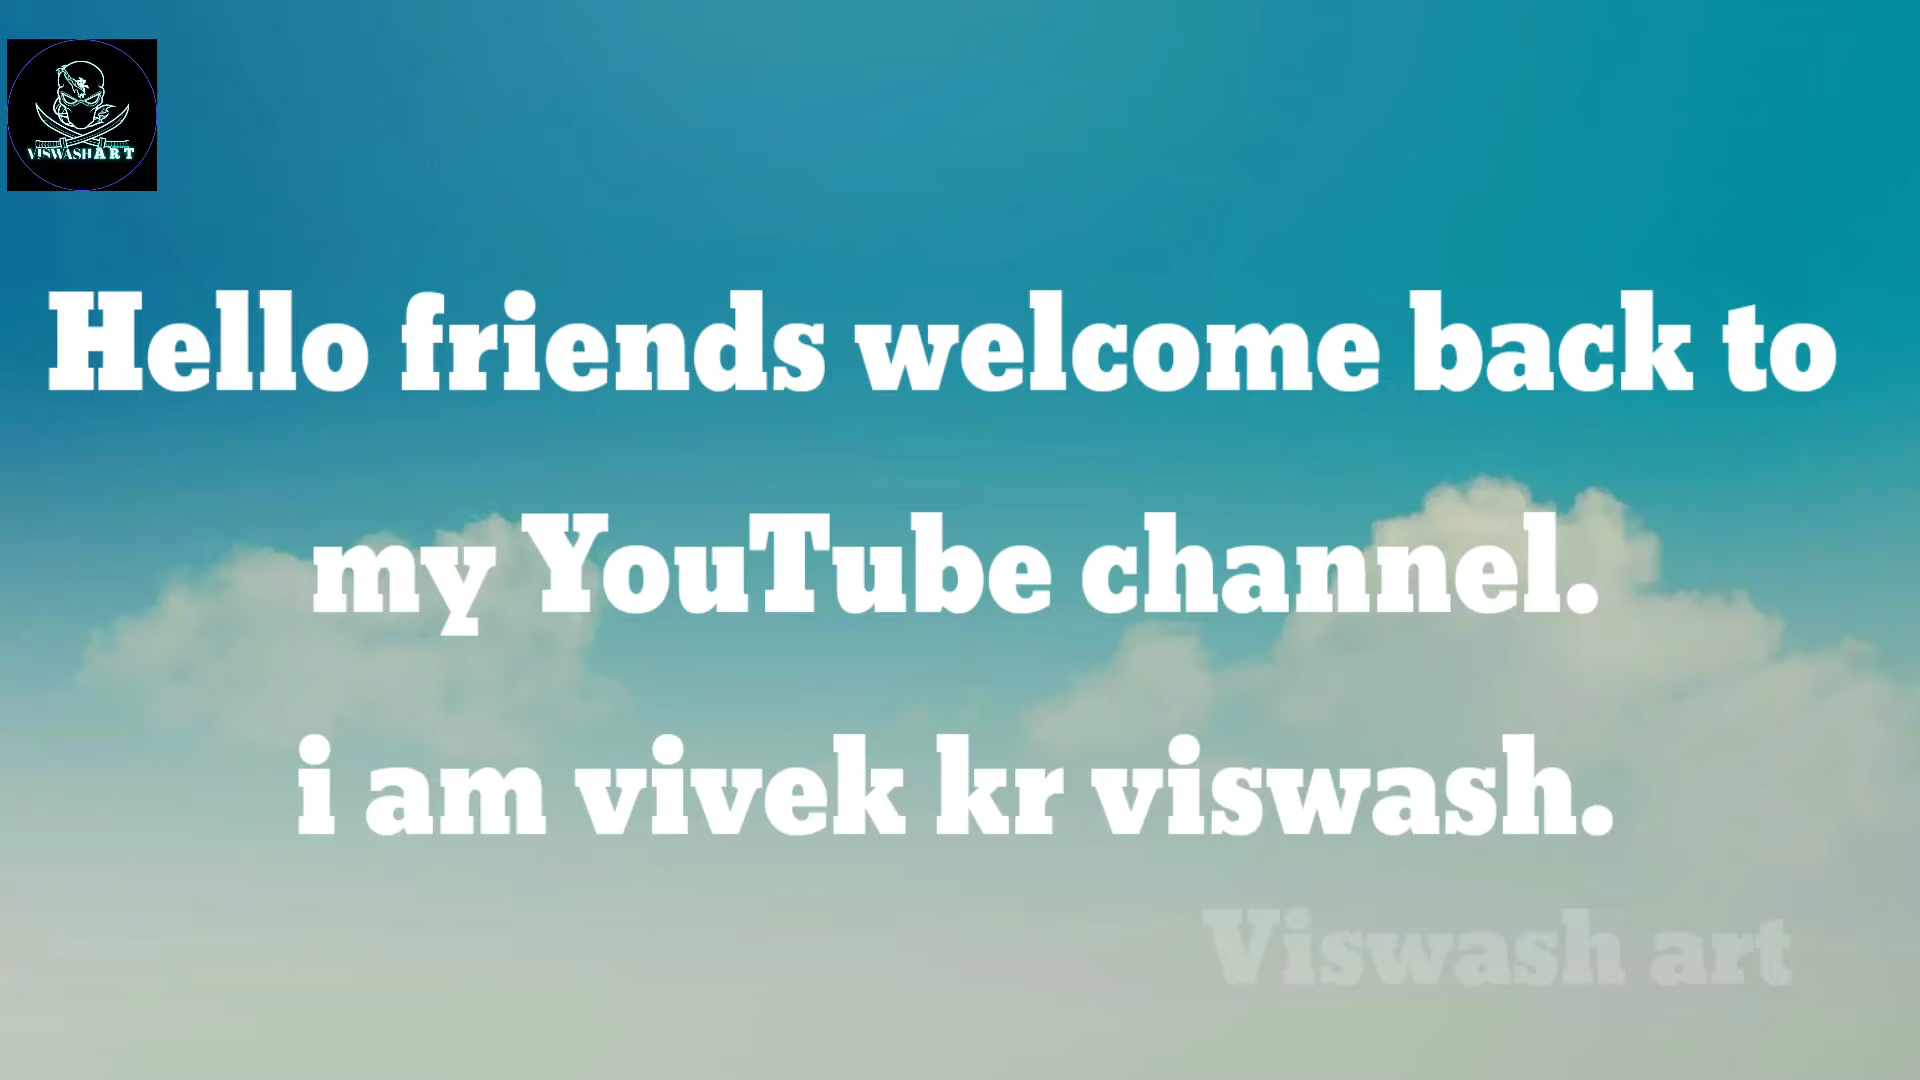 VISWASHART
Hello friends welcome back to
my YouTube channel.
i am vivek kr viswash.
Viswash art